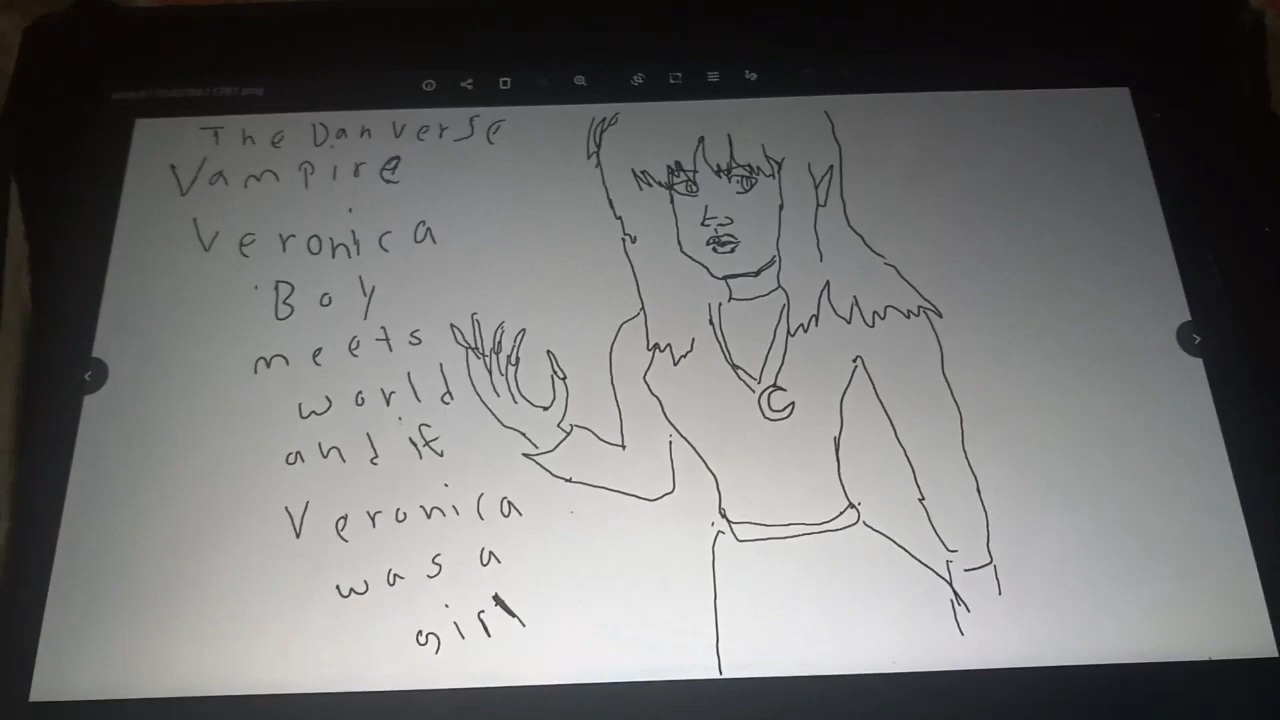 The Danverse
Vampire
Veronica
Boy
meets
world
and if
Veronica
was a
girl